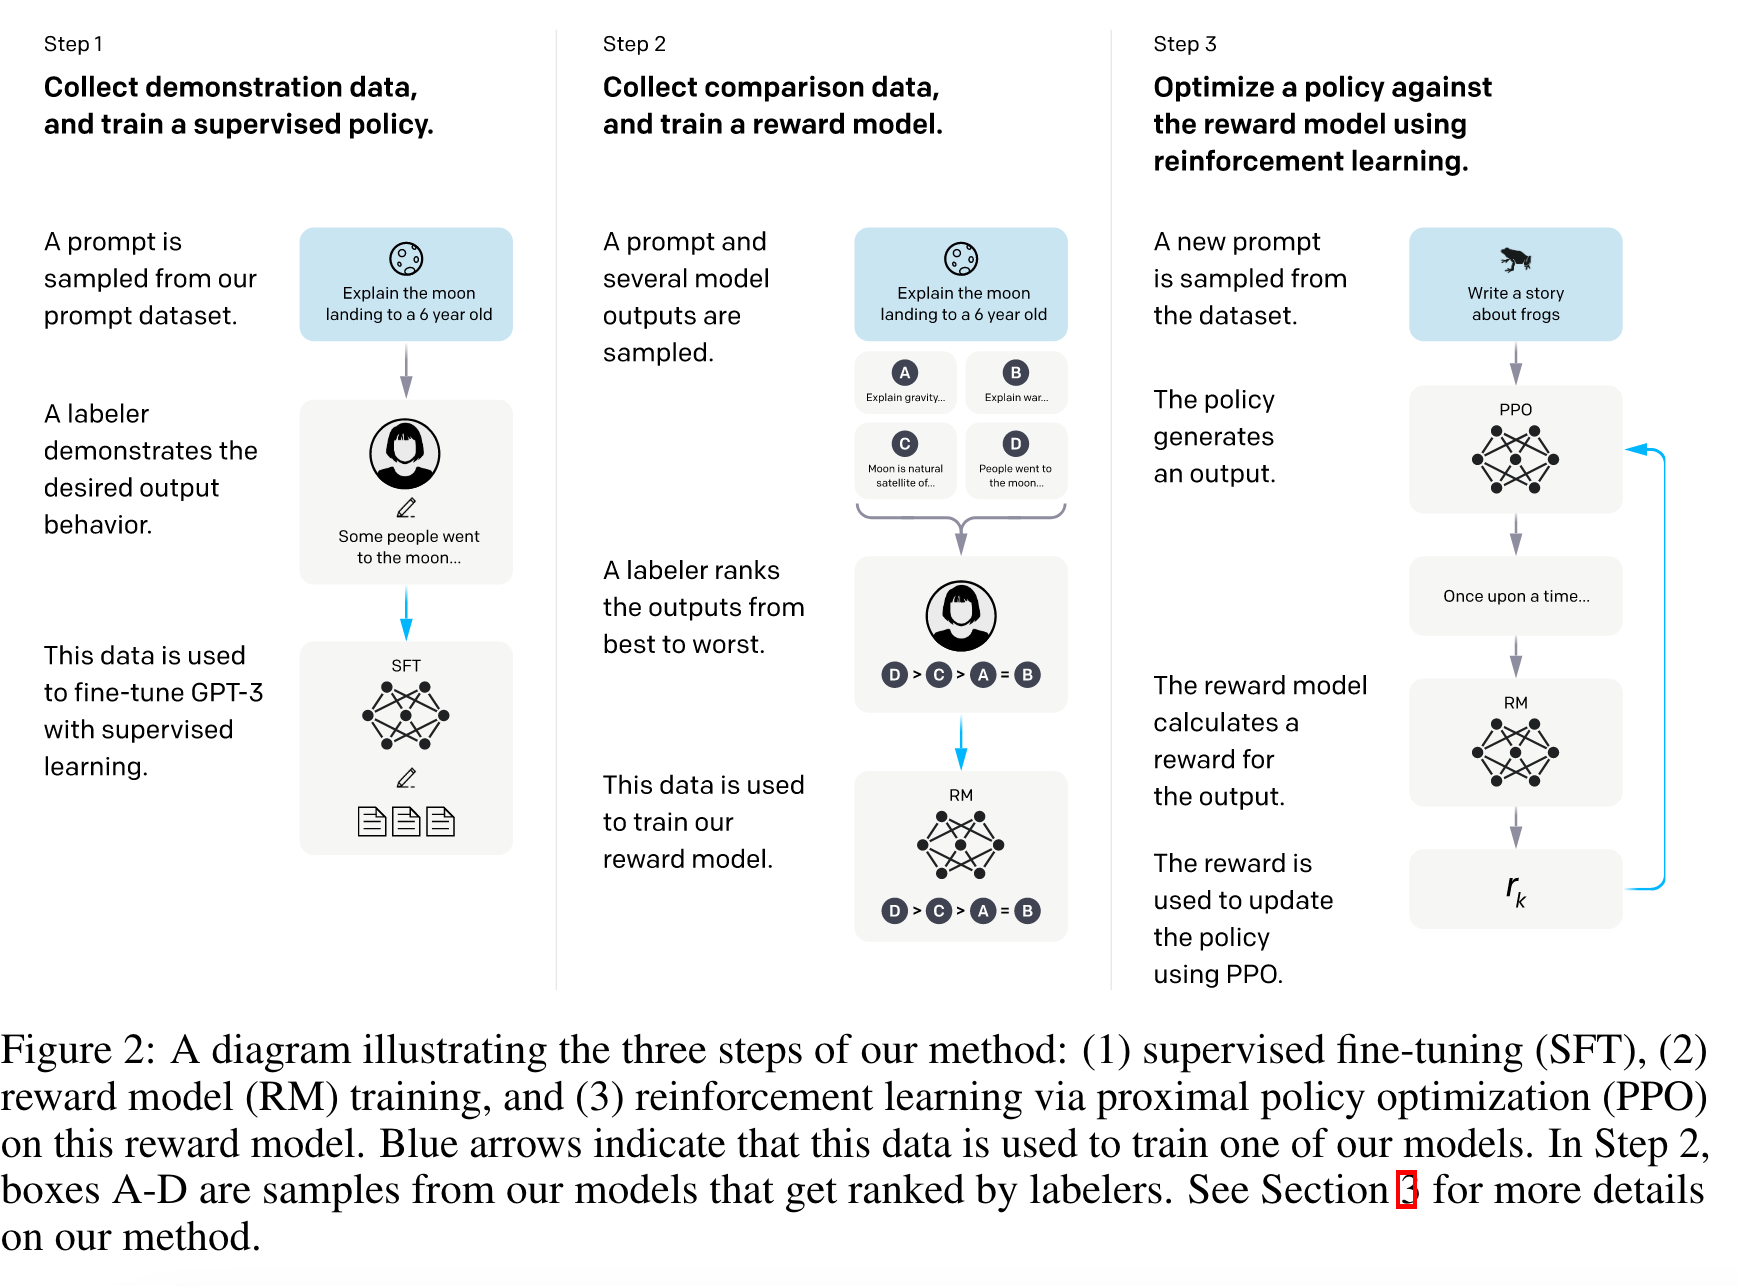 Step 1
Collect demonstration data,
and train a supervised policy.
A prompt is
sampled from our
prompt dataset.
Explain the moon
landing to a 6 year old
A labeler
demonstrates the
desired output
behavior.
Some people went
to the moon...
This data is used
to fine-tune GPT-3
with supervised
learning.
SFT
Step 2
Collect comparison data,
and train a reward model.
A prompt and
several model
outputs are
sampled.
Explain the moon
landing to a 6 year old
A
Explain gravity...
B
Explain war...
C
Moon is natural
satellite of...
D
People went to
the moon...
A labeler ranks
the outputs from
best to worst.
D > C > A = B
This data is used
to train our
reward model.
RM
D > C > A = B
Step 3
Optimize a policy against
the reward model using
reinforcement learning.
A new prompt
is sampled from
the dataset.
Write a story
about frogs
The policy
generates
an output.
PPO
Once upon a time...
The reward model
calculates a
reward for
the output.
RM
The reward is
used to update
the policy
using PPO.
rk
Figure 2: A diagram illustrating the three steps of our method: (1) supervised fine-tuning (SFT), (2)
reward model (RM) training, and (3) reinforcement learning via proximal policy optimization (PPO)
on this reward model. Blue arrows indicate that this data is used to train one of our models. In Step 2,
boxes A-D are samples from our models that get ranked by labelers. See Section 3 for more details
on our method.